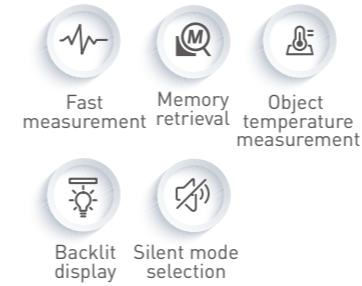 M
Fast
measurement
Memory
retrieval
Object
temperature
measurement
Backlit
display
Silent mode
selection